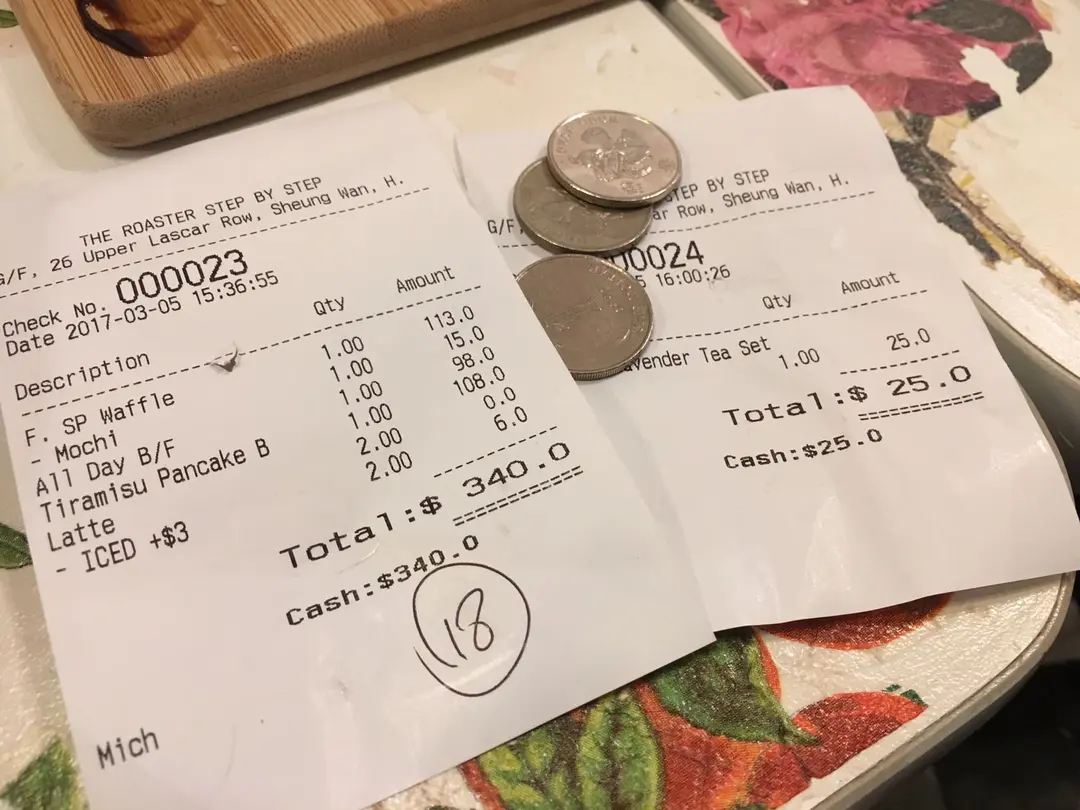 THE ROASTER STEP BY STEP
G/F, 26 Upper Lascar Row, Sheung Wan, H.
Check No. 000023
Date 2017-03-05 15:36:55
Description Qty Amount
F. SP Waffle 1.00 113.0
- Mochi 1.00 15.0
All Day B/F 1.00 98.0
Tiramisu Pancake B 1.00 108.0
Latte 2.00 0.0
- ICED +$3 2.00 6.0
Total:$ 340.0
Cash:$340.0
18
Mich
STEP BY STEP
G/F, Row, Sheung Wan, H.
00024
16:00:26
Qty Amount
avender Tea Set 1.00 25.0
Total:$ 25.0
Cash:$25.0